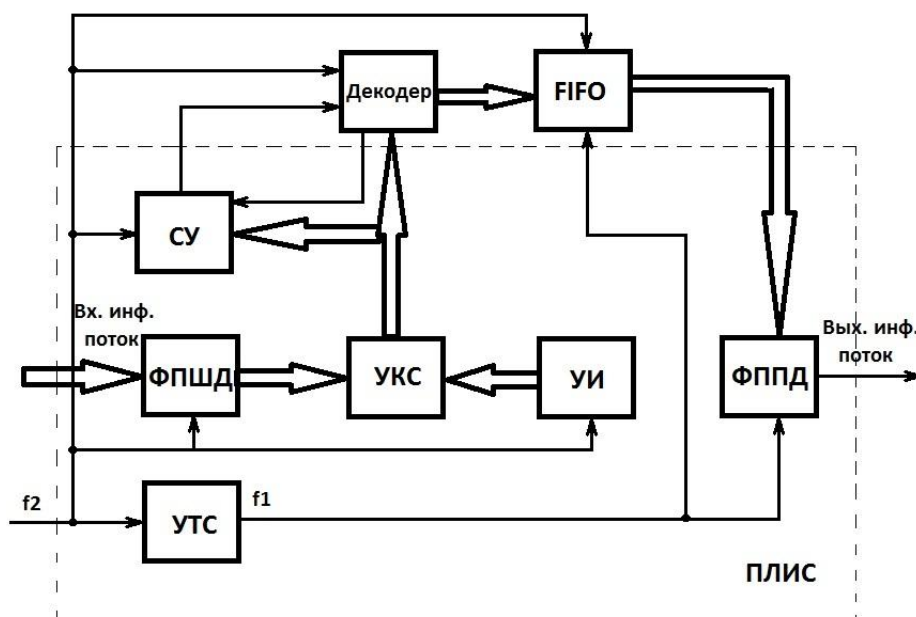 Декодер
FIFO
СУ
Вх. инф.
поток
ФПШД
УКС
УИ
ФППД
Вых. инф.
поток
f2
УТС
f1
ПЛИС